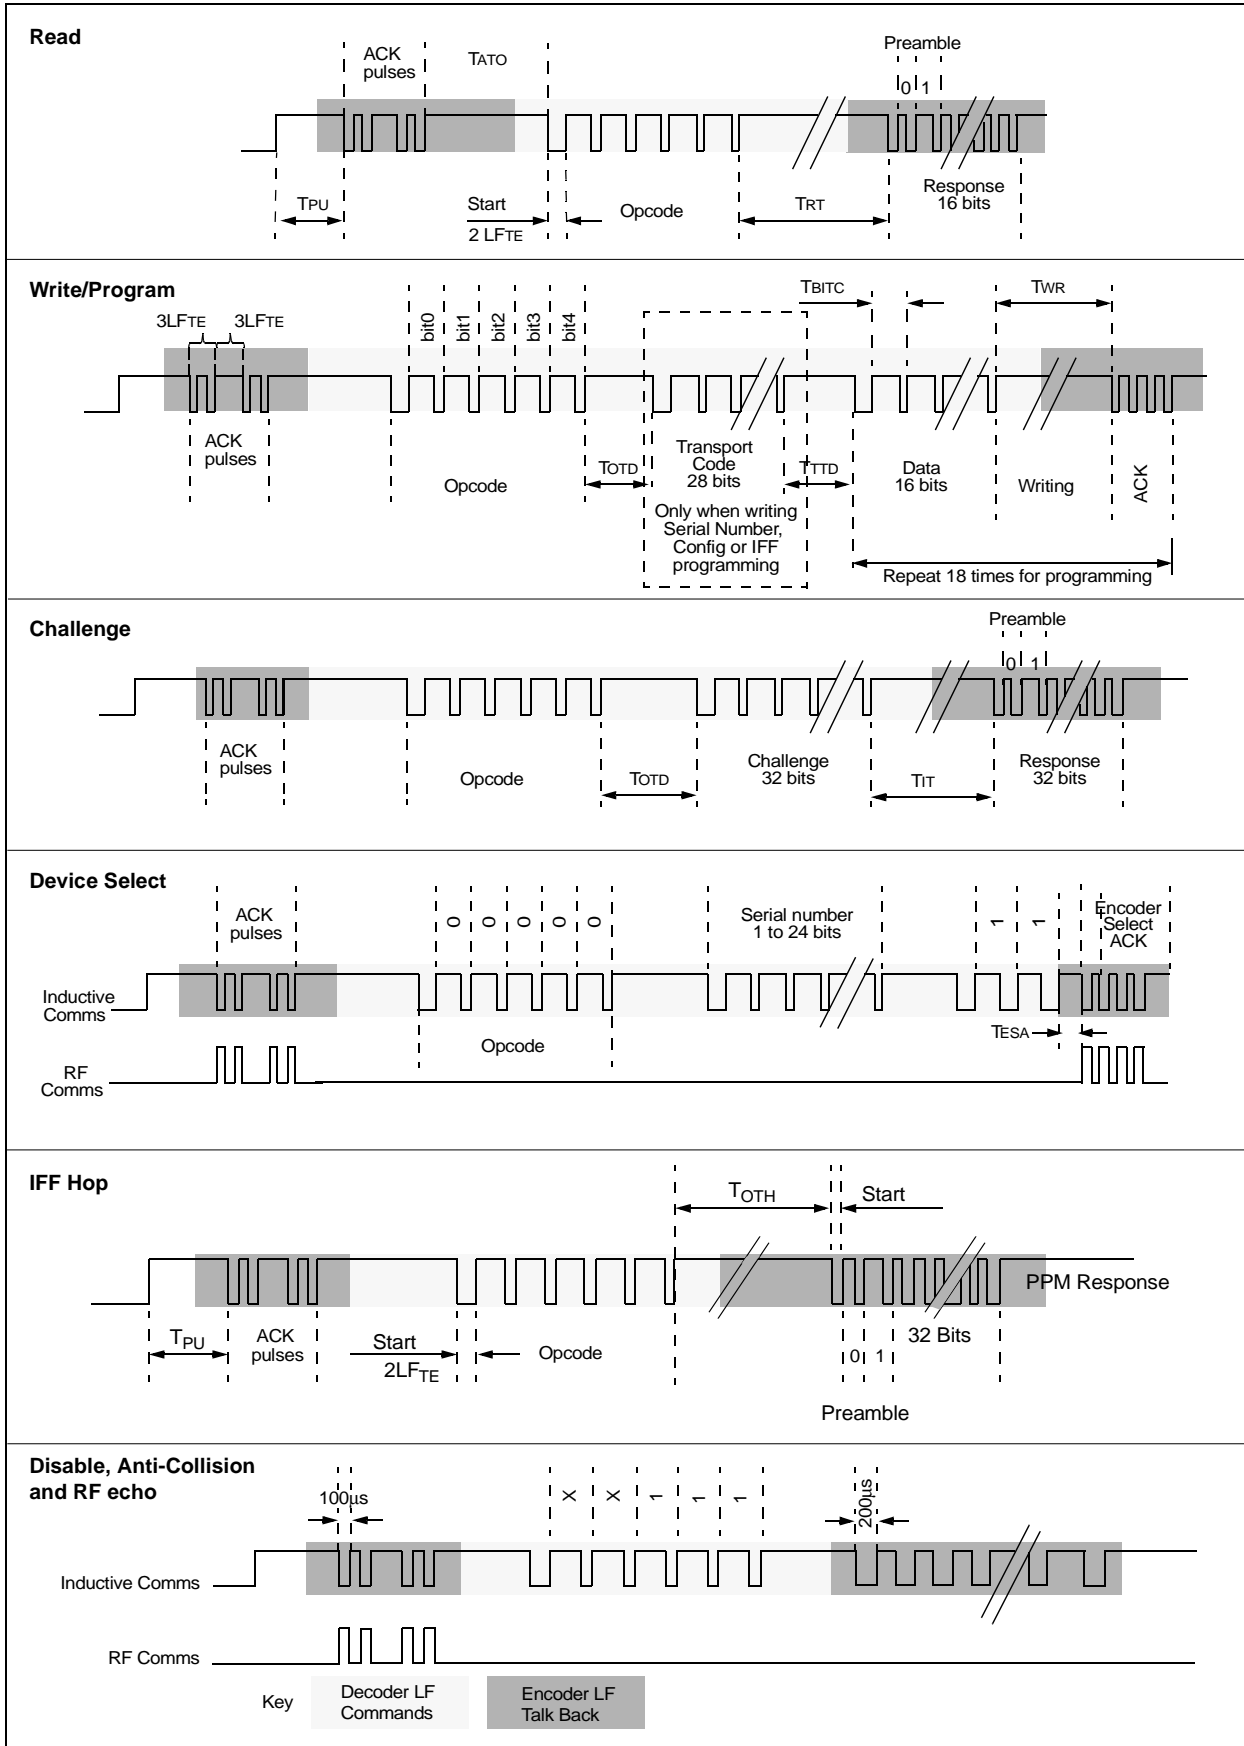 Read
ACK
pulses
TATO
Preamble
0 1
TPU
Start
2 LFTE
Opcode
TRT
Response
16 bits
Write/Program
3LFTE 3LFTE
bit0 bit1 bit2 bit3 bit4
TBITC
TWR
ACK
pulses
Opcode
TOTD
Transport
Code
28 bits
TTTD
Data
16 bits
Writing
ACK
Only when writing
Serial Number,
Config or IFF
programming
Repeat 18 times for programming
Challenge
Preamble
0 1
ACK
pulses
Opcode
TOTD
Challenge
32 bits
TIT
Response
32 bits
Device Select
ACK
pulses
0 0 0 0 0
Serial number
1 to 24 bits
1 1
Encoder
Select
ACK
Inductive
Comms
Opcode
TESA
RF
Comms
IFF Hop
TOTH
Start
PPM Response
TPU
ACK
pulses
Start
2LFTE
Opcode
32 Bits
0 1
Preamble
Disable, Anti-Collision
and RF echo
100µs
X X 1 1 1
200µs
Inductive Comms
RF Comms
Key
Decoder LF
Commands
Encoder LF
Talk Back